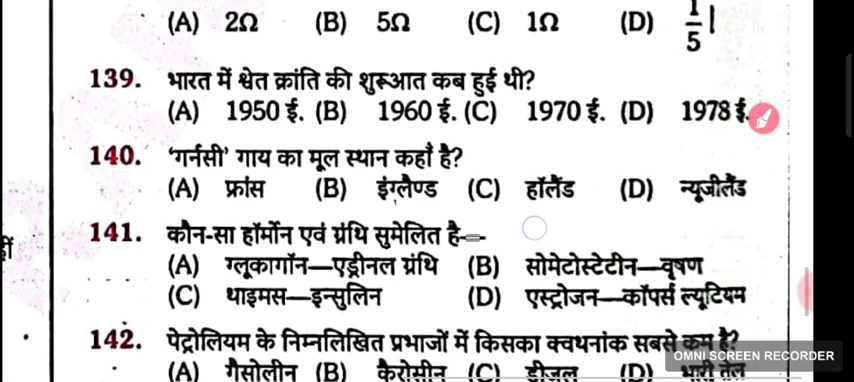 (A) 2Ω (B) 5Ω (C) 1Ω (D) 1/5
139. भारत में श्वेत क्रांति की शुरूआत कब हुई थी?
(A) 1950 ई. (B) 1960 ई. (C) 1970 ई. (D) 1978 ई.
140. ‘गर्नसी’ गाय का मूल स्थान कहाँ है?
(A) फ्रांस (B) इंग्लैण्ड (C) हॉलैंड (D) न्यूजीलैंड
141. कौन-सा हॉर्मोन एवं ग्रंथि सुमेलित है—
(A) ग्लूकागॉन—एड्रीनल ग्रंथि (B) सोमेटोस्टेटीन—वृषण
(C) थाइमस—इन्सुलिन (D) एस्ट्रोजन—कॉपर्स ल्यूटियम
142. पेट्रोलियम के निम्नलिखित प्रभाजों में किसका क्वथनांक सबसे कम है?
(A) गैसोलीन (B) कैरोसीन (C) डीजल (D) भारी तेल
OMNI SCREEN RECORDER